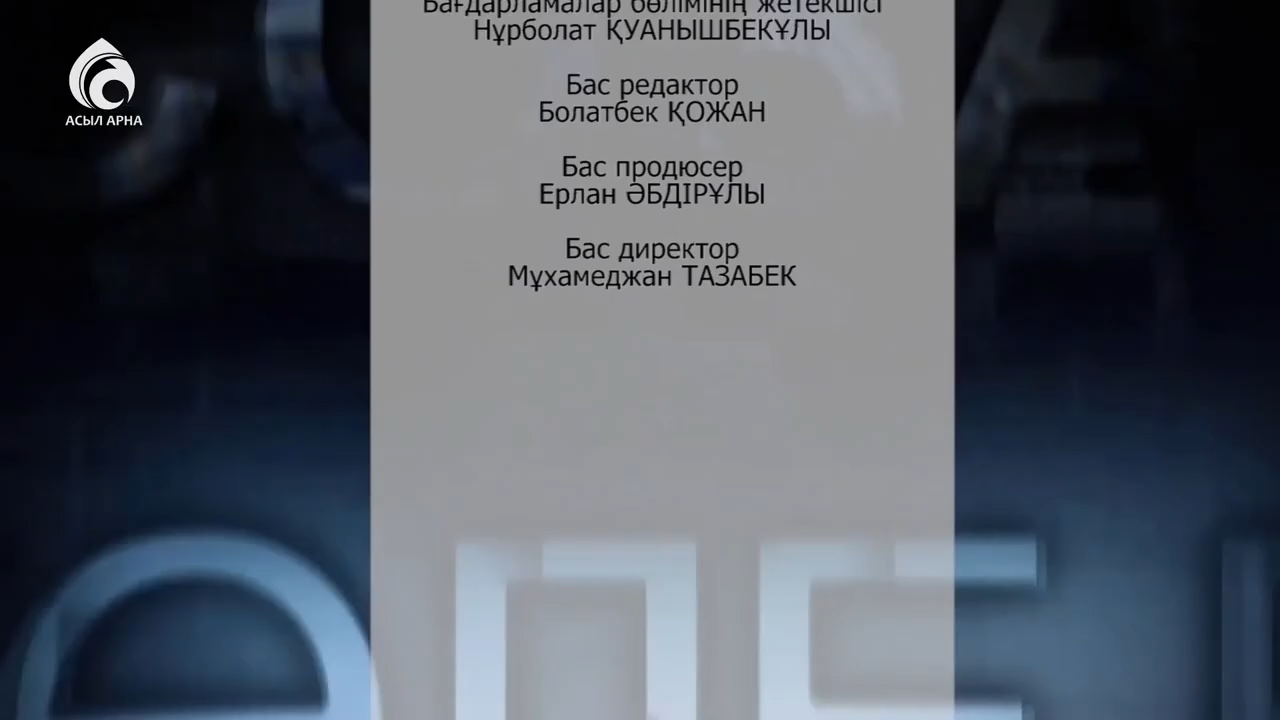 Бағдарламалар бөлімінің жетекшісі
Нұрболат ҚУАНЫШБЕКҰЛЫ
АСЫЛ АРНА
Бас редактор
Болатбек ҚОЖАН
Бас продюсер
Ерлан ӘБДІРҰЛЫ
Бас директор
Мұхамеджан ТАЗАБЕК